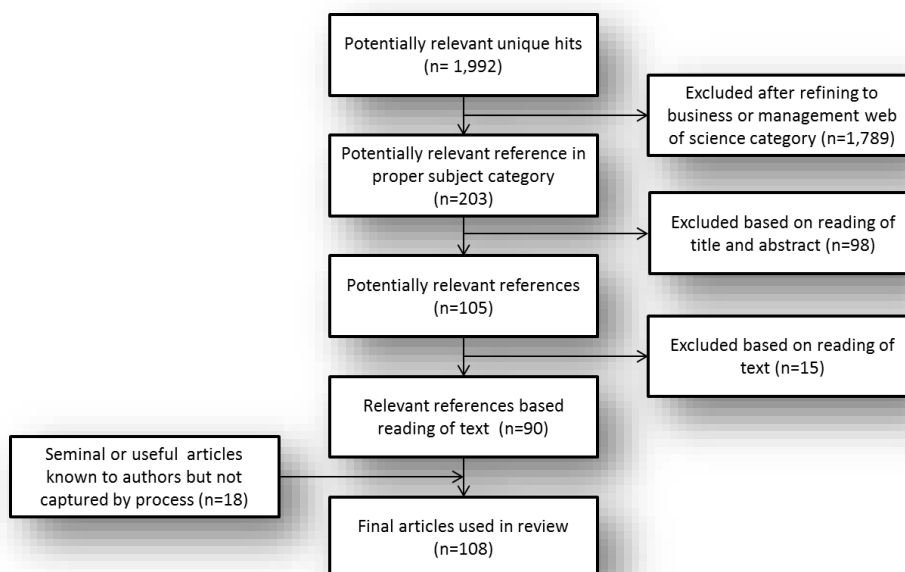 Potentially relevant unique hits
(n= 1,992)
Excluded after refining to
business or management web
of science category (n=1,789)
Potentially relevant reference in
proper subject category
(n=203)
Excluded based on reading of
title and abstract (n=98)
Potentially relevant references
(n=105)
Excluded based on reading of
text (n=15)
Relevant references based
reading of text (n=90)
Seminal or useful articles
known to authors but not
captured by process (n=18)
Final articles used in review
(n=108)